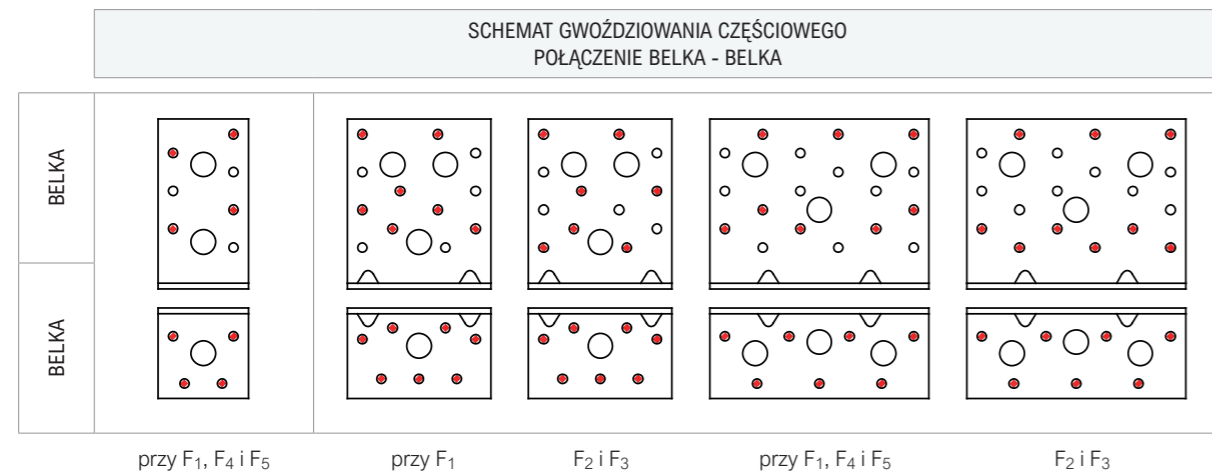 SCHEMAT GWOŹDZIOWANIA CZĘŚCIOWEGO
POŁĄCZENIE BELKA - BELKA
BELKA
BELKA
przy F₁, F₄ i F₅
przy F₁
F₂ i F₃
przy F₁, F₄ i F₅
F₂ i F₃